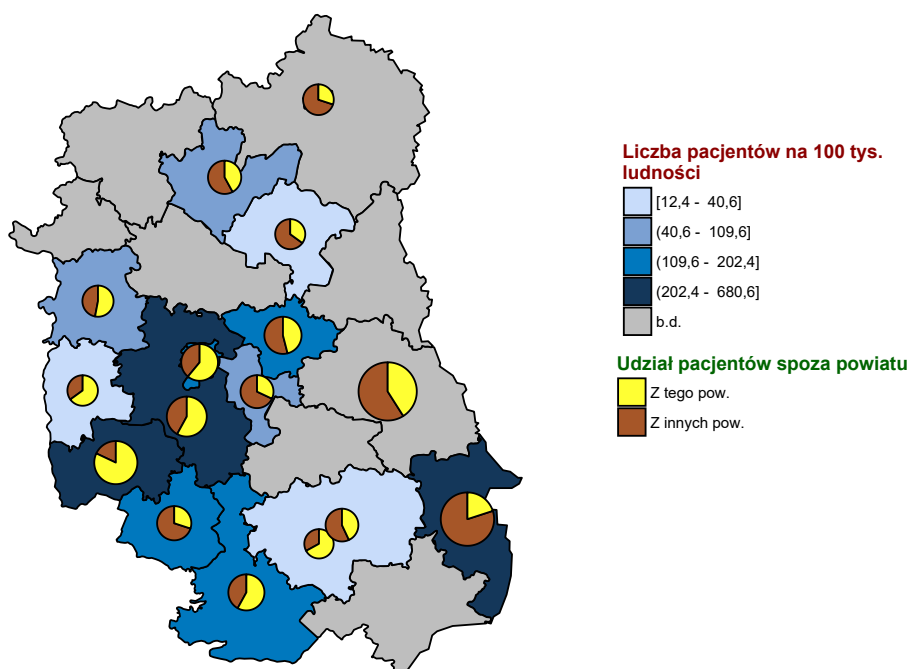 Liczba pacjentów na 100 tys.
ludności
[12,4 - 40,6]
(40,6 - 109,6]
(109,6 - 202,4]
(202,4 - 680,6]
b.d.
Udział pacjentów spoza powiatu
Z tego pow.
Z innych pow.